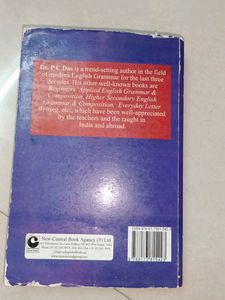 Dr. P C Das is a trend-setting author in the field
of modern English Grammar for the last three
decades. His other well-known books are
Beginners' Applied English Grammar &
Composition, Higher Secondary English
Grammar & Composition, Everyday Letter
Writing, etc., which have been well-appreciated
by the teachers and the taught in
India and abroad.
New Central Book Agency (P) Ltd